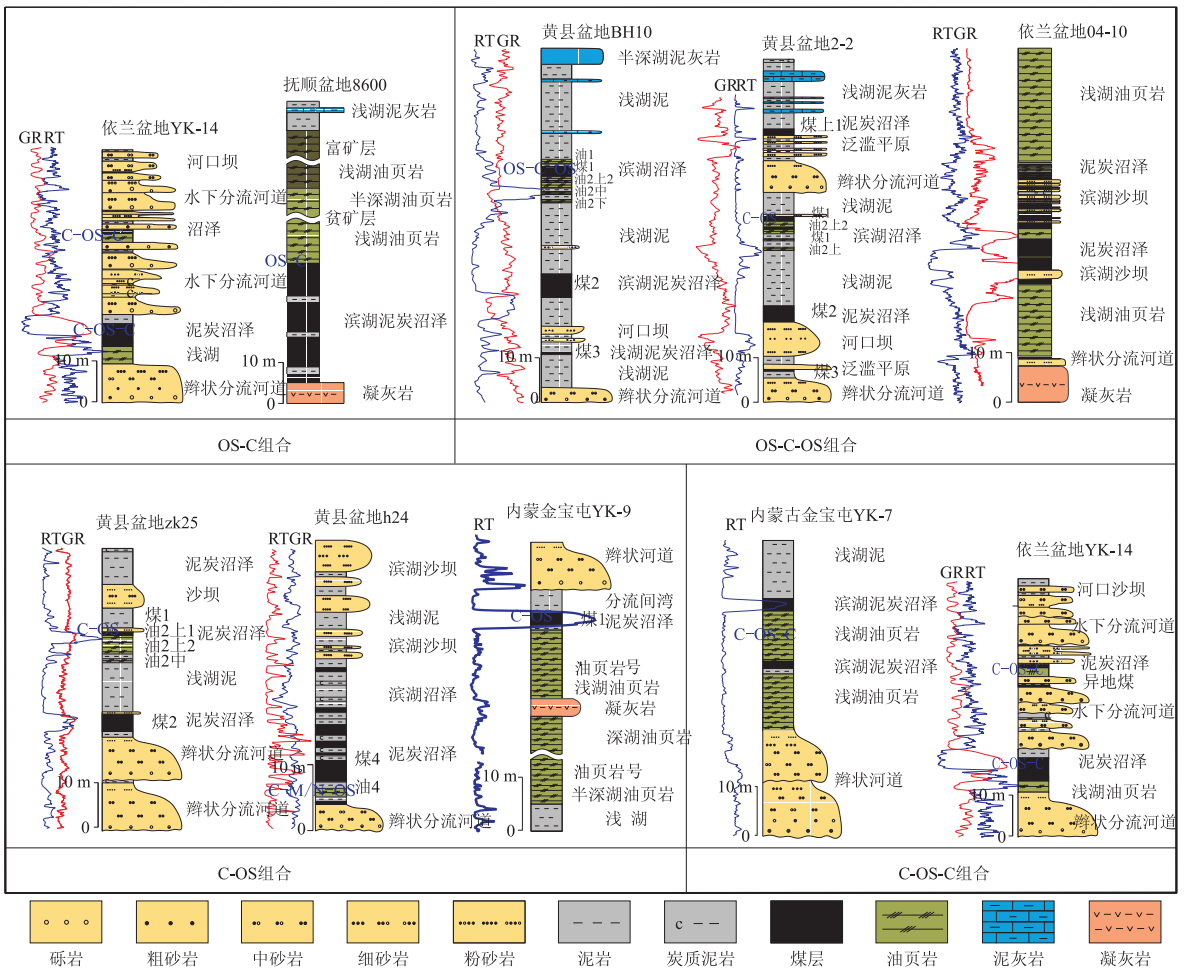 依兰盆地YK-14
GR RT
河口坝
水下分流河道
沼泽
C-OS-C
水下分流河道
C-OS-C
泥炭沼泽
浅湖
10 m
辫状分流河道
0
抚顺盆地8600
浅湖泥灰岩
富矿层
浅湖油页岩
半深湖油页岩
贫矿层
浅湖油页岩
OS-C
滨湖泥炭沼泽
10 m
凝灰岩
0
OS-C组合
黄县盆地BH10
RT GR
半深湖泥灰岩
浅湖泥
油1
OS-C-OS
煤1
滨湖沼泽
油2上2
油2中
油2下
浅湖泥
煤2
滨湖泥炭沼泽
河口坝
煤3
浅湖泥炭沼泽
10 m
浅湖泥
辫状分流河道
0
黄县盆地2-2
GR RT
浅湖泥灰岩
煤上1
泥炭沼泽
泛滥平原
辫状分流河道
浅湖泥
C-OS
煤1
油2上2
煤1
滨湖沼泽
油2上
浅湖泥
煤2
泥炭沼泽
河口坝
10 m
煤3
泛滥平原
辫状分流河道
0
依兰盆地04-10
RT GR
浅湖油页岩
泥炭沼泽
滨湖沙坝
泥炭沼泽
滨湖沙坝
浅湖油页岩
10 m
辫状分流河道
凝灰岩
0
OS-C-OS组合
黄县盆地zk25
RT GR
泥炭沼泽
沙坝
煤1
C-OS
油2上1
泥炭沼泽
油2上2
油2中
浅湖泥
煤2
泥炭沼泽
辫状分流河道
10 m
辫状分流河道
0
黄县盆地h24
RT GR
滨湖沙坝
浅湖泥
滨湖沙坝
滨湖沼泽
煤4
泥炭沼泽
10 m
C-M/N-OS
油4
辫状分流河道
0
内蒙金宝屯YK-9
RT
辫状河道
分流间湾
C-OS
煤1
泥炭沼泽
油页岩号
浅湖油页岩
凝灰岩
深湖油页岩
油页岩号
10 m
半深湖油页岩
浅 湖
0
C-OS组合
内蒙古金宝屯YK-7
RT
浅湖泥
滨湖泥炭沼泽
C-OS-C
浅湖油页岩
滨湖泥炭沼泽
浅湖油页岩
辫状河道
10 m
0
依兰盆地YK-14
GR RT
河口沙坝
水下分流河道
泥炭沼泽
C-OS-C
异地煤
水下分流河道
泥炭沼泽
C-OS-C
浅湖油页岩
10 m
辫状分流河道
0
C-OS-C组合
砾岩
粗砂岩
中砂岩
细砂岩
粉砂岩
泥岩
c
炭质泥岩
煤层
油页岩
泥灰岩
凝灰岩